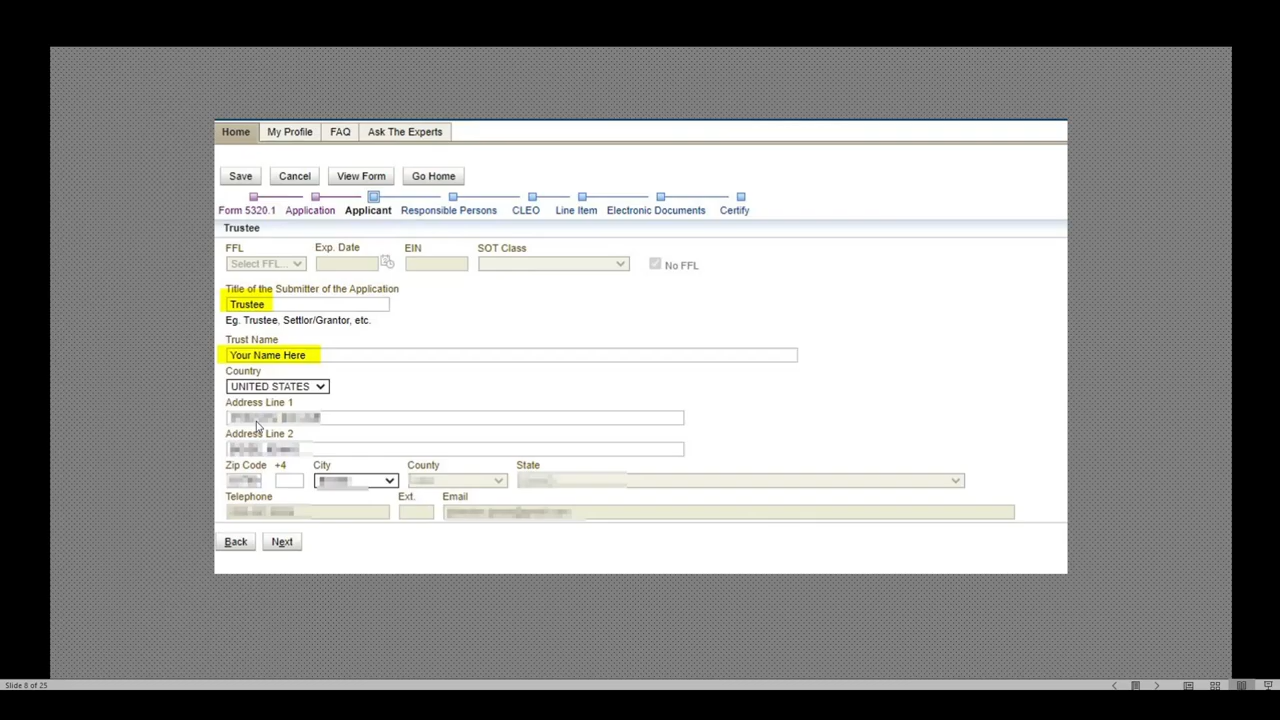 Home My Profile FAQ Ask The Experts
Save Cancel View Form Go Home
Form 5320.1 Application Applicant Responsible Persons CLEO Line Item Electronic Documents Certify
Trustee
FFL Exp. Date EIN SOT Class
Select FFL... No FFL
Title of the Submitter of the Application
Trustee
Eg. Trustee, Settlor/Grantor, etc.
Trust Name
Your Name Here
Country
UNITED STATES
Address Line 1
Address Line 2
Zip Code +4 City County State
Telephone Ext. Email
Back Next
Slide 8 of 25